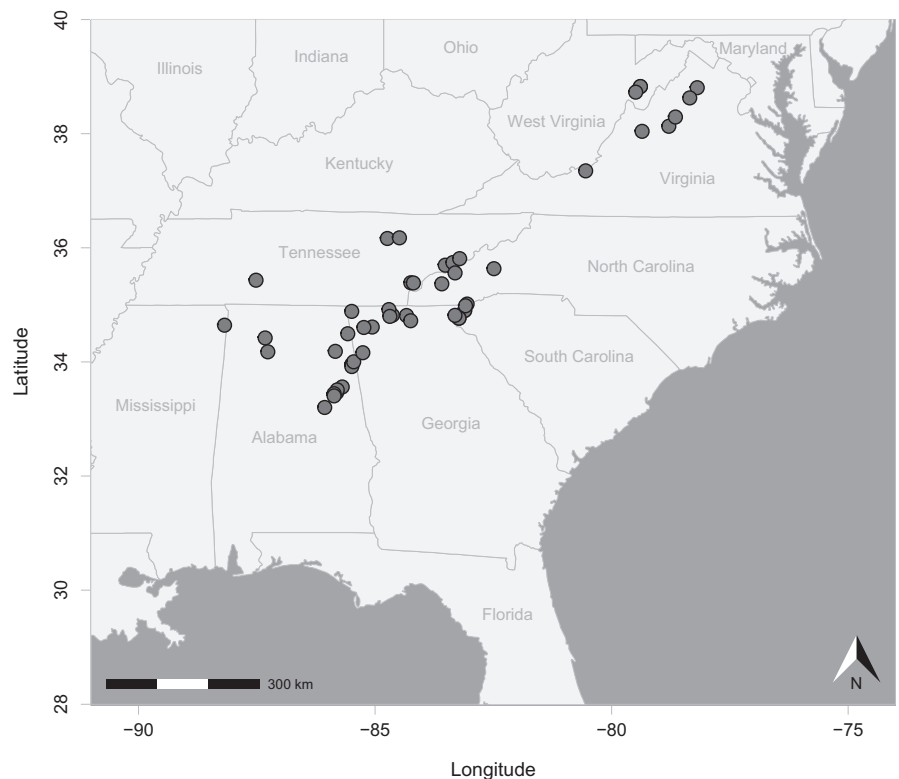 40
Ohio
Maryland
Indiana
Illinois
38
West Virginia
Kentucky
Virginia
36
Tennessee
North Carolina
Latitude
34
South Carolina
Mississippi
Georgia
Alabama
32
30
Florida
300 km
N
28
−90
−85
−80
−75
Longitude